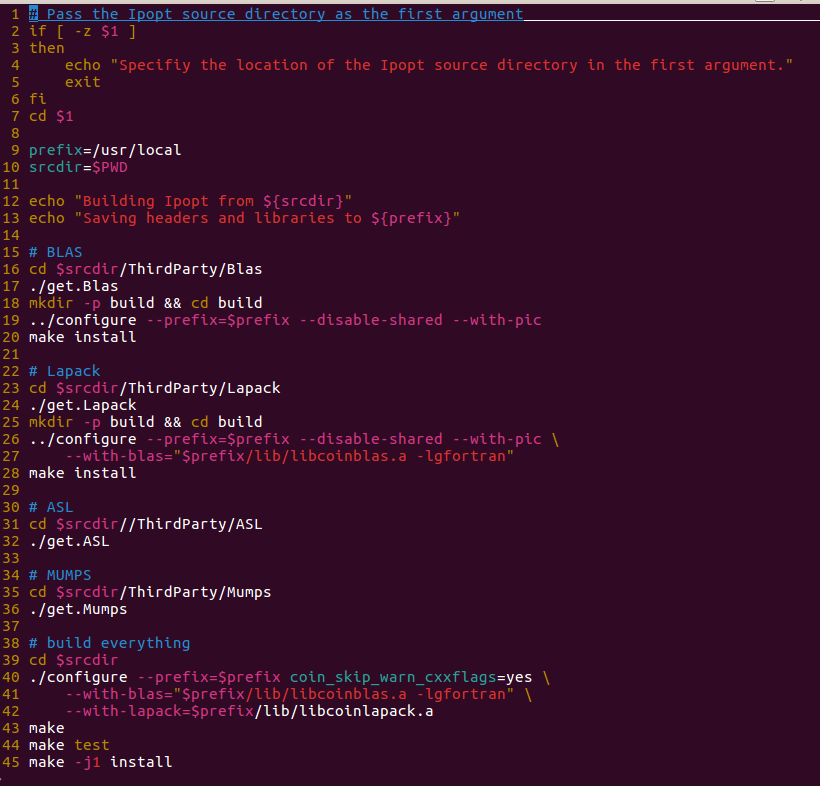 1 # Pass the Ipopt source directory as the first argument
2 if [ -z $1 ]
3 then
4     echo "Specifiy the location of the Ipopt source directory in the first argument."
5     exit
6 fi
7 cd $1
8
9 prefix=/usr/local
10 srcdir=$PWD
11
12 echo "Building Ipopt from ${srcdir}"
13 echo "Saving headers and libraries to ${prefix}"
14
15 # BLAS
16 cd $srcdir/ThirdParty/Blas
17 ./get.Blas
18 mkdir -p build && cd build
19 ../configure --prefix=$prefix --disable-shared --with-pic
20 make install
21
22 # Lapack
23 cd $srcdir/ThirdParty/Lapack
24 ./get.Lapack
25 mkdir -p build && cd build
26 ../configure --prefix=$prefix --disable-shared --with-pic \
27     --with-blas="$prefix/lib/libcoinblas.a -lgfortran"
28 make install
29
30 # ASL
31 cd $srcdir//ThirdParty/ASL
32 ./get.ASL
33
34 # MUMPS
35 cd $srcdir/ThirdParty/Mumps
36 ./get.Mumps
37
38 # build everything
39 cd $srcdir
40 ./configure --prefix=$prefix coin_skip_warn_cxxflags=yes \
41     --with-blas="$prefix/lib/libcoinblas.a -lgfortran" \
42     --with-lapack=$prefix/lib/libcoinlapack.a
43 make
44 make test
45 make -j1 install